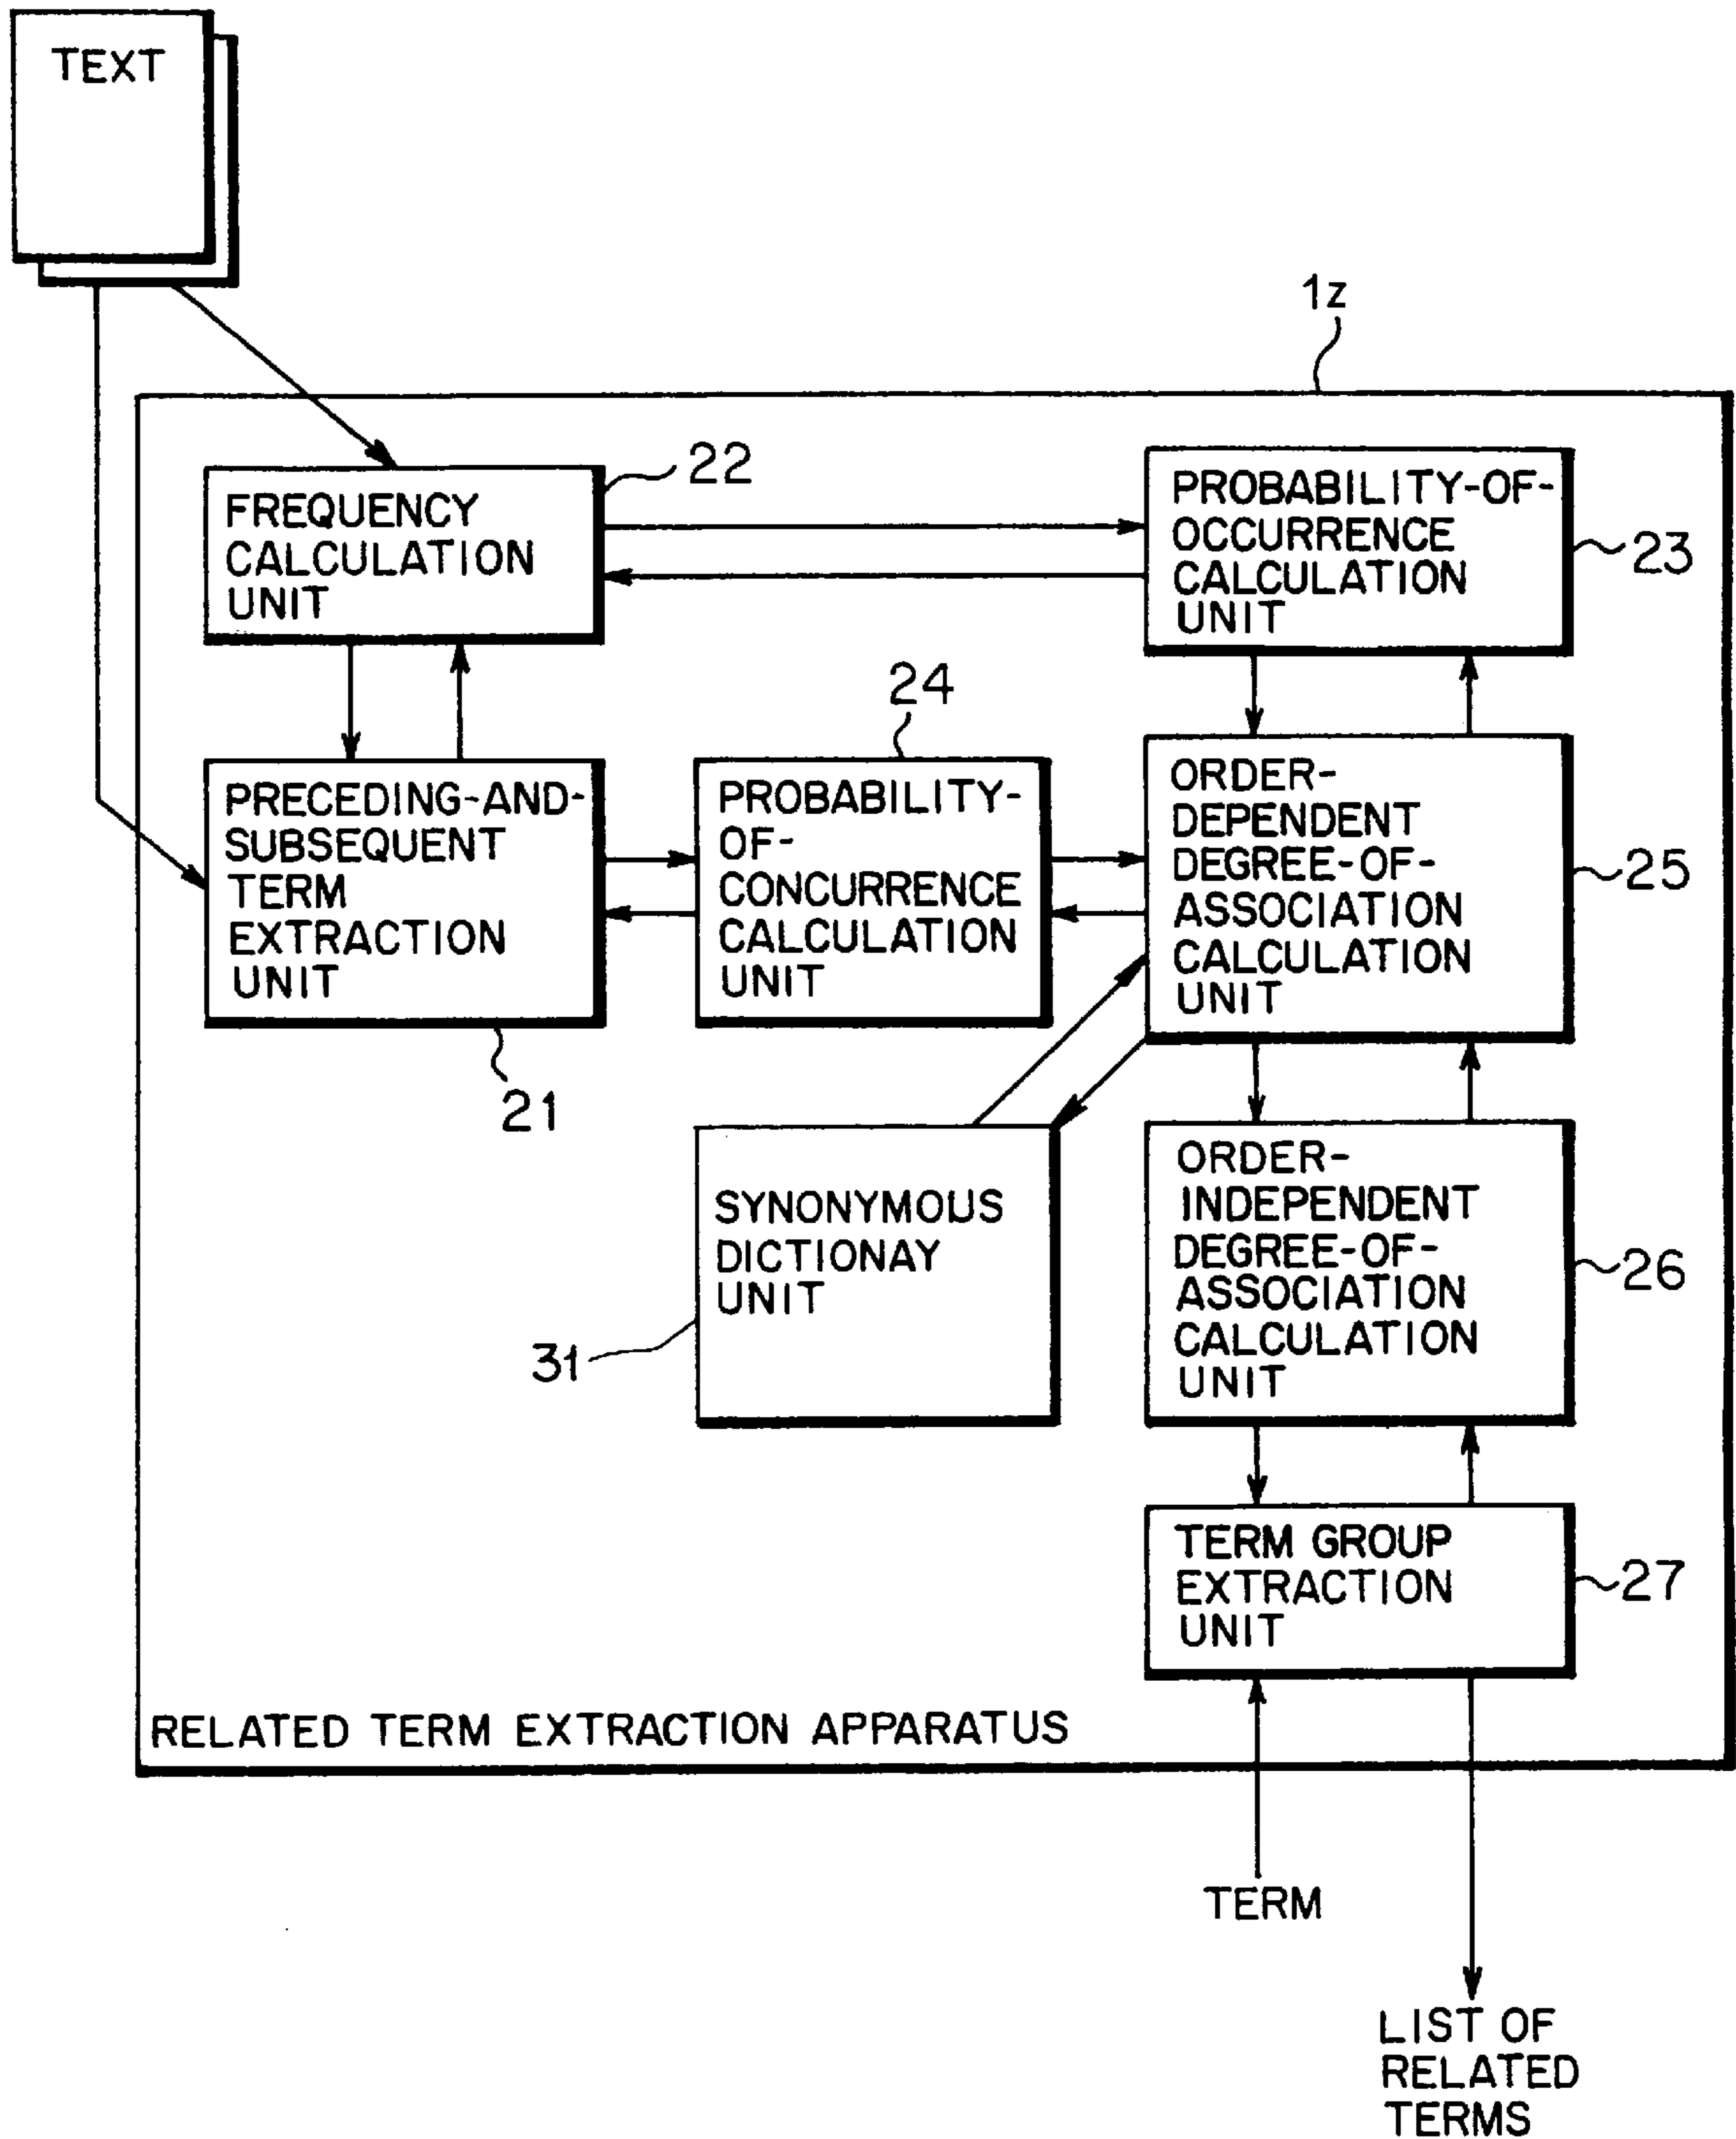 TEXT
1z
FREQUENCY
CALCULATION
UNIT
22
PROBABILITY-OF-
OCCURRENCE
CALCULATION
UNIT
23
PRECEDING-AND-
SUBSEQUENT
TERM
EXTRACTION
UNIT
21
24
PROBABILITY-
OF-
CONCURRENCE
CALCULATION
UNIT
ORDER-
DEPENDENT
DEGREE-OF-
ASSOCIATION
CALCULATION
UNIT
25
SYNONYMOUS
DICTIONAY
UNIT
31
ORDER-
INDEPENDENT
DEGREE-OF-
ASSOCIATION
CALCULATION
UNIT
26
TERM GROUP
EXTRACTION
UNIT
27
RELATED TERM EXTRACTION APPARATUS
TERM
LIST OF
RELATED
TERMS